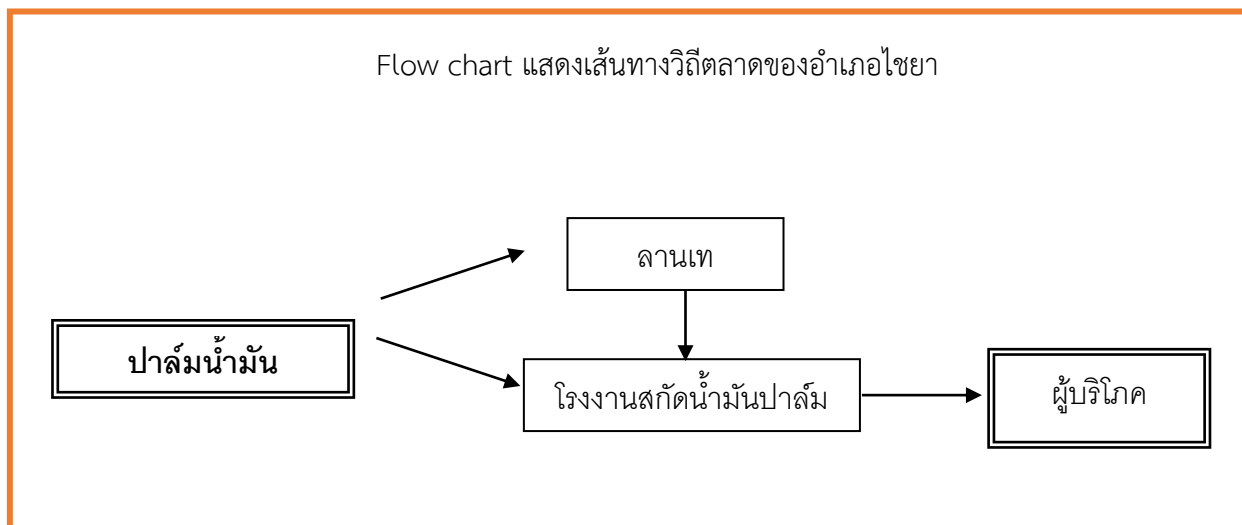 Flow chart แสดงเส้นทางวิถีตลาดของอำเภอไชยา
ลานเท
ปาล์มน้ำมัน
โรงงานสกัดน้ำมันปาล์ม
ผู้บริโภค